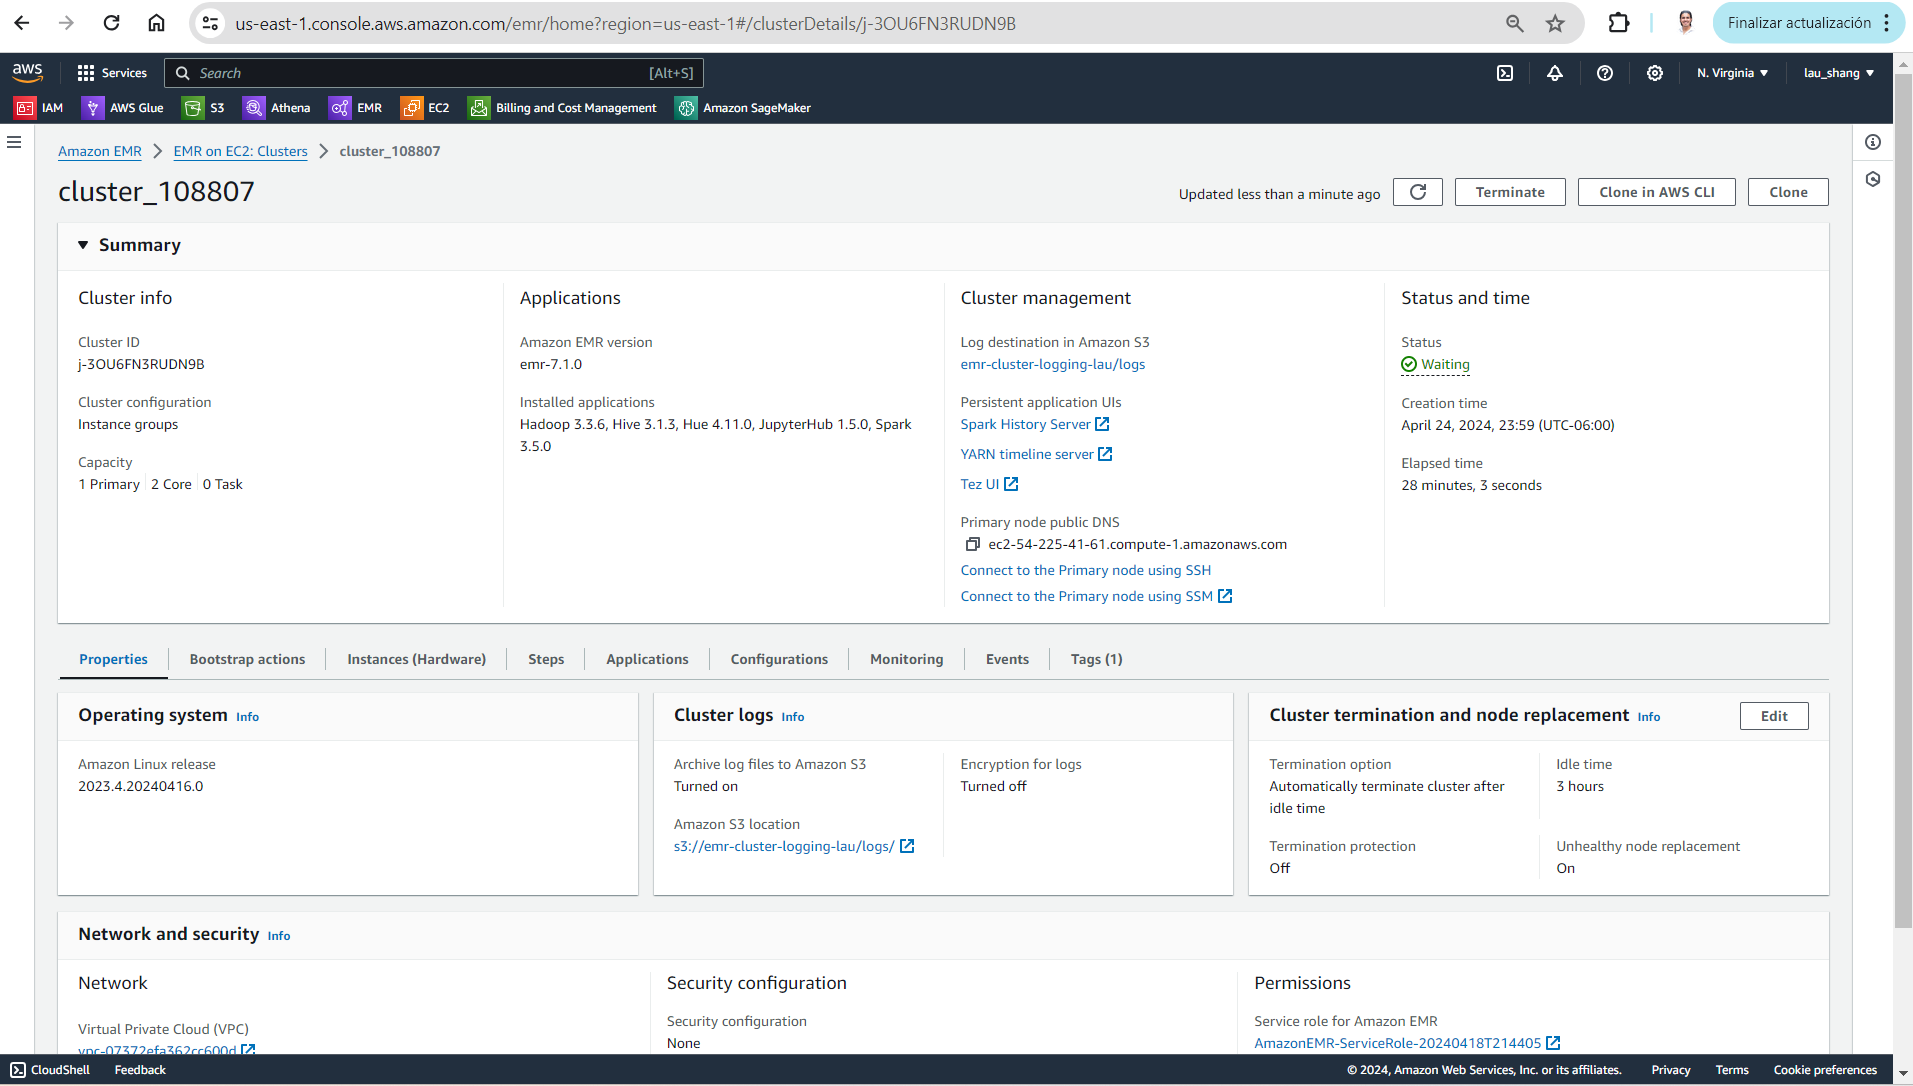 us-east-1.console.aws.amazon.com/emr/home?region=us-east-1#/clusterDetails/j-3OU6FN3RUDN9B
Finalizar actualización
aws
Services
Search
[Alt+S]
N. Virginia
lau_shang
IAM
AWS Glue
S3
Athena
EMR
EC2
Billing and Cost Management
Amazon SageMaker
Amazon EMR
EMR on EC2: Clusters
cluster_108807
cluster_108807
Updated less than a minute ago
Terminate
Clone in AWS CLI
Clone
Summary
Cluster info
Cluster ID
j-3OU6FN3RUDN9B
Cluster configuration
Instance groups
Capacity
1 Primary
2 Core
0 Task
Applications
Amazon EMR version
emr-7.1.0
Installed applications
Hadoop 3.3.6, Hive 3.1.3, Hue 4.11.0, JupyterHub 1.5.0, Spark
3.5.0
Cluster management
Log destination in Amazon S3
emr-cluster-logging-lau/logs
Persistent application UIs
Spark History Server
YARN timeline server
Tez UI
Primary node public DNS
ec2-54-225-41-61.compute-1.amazonaws.com
Connect to the Primary node using SSH
Connect to the Primary node using SSM
Status and time
Status
Waiting
Creation time
April 24, 2024, 23:59 (UTC-06:00)
Elapsed time
28 minutes, 3 seconds
Properties
Bootstrap actions
Instances (Hardware)
Steps
Applications
Configurations
Monitoring
Events
Tags (1)
Operating system Info
Amazon Linux release
2023.4.20240416.0
Cluster logs Info
Archive log files to Amazon S3
Turned on
Amazon S3 location
s3://emr-cluster-logging-lau/logs/
Encryption for logs
Turned off
Cluster termination and node replacement Info
Edit
Termination option
Automatically terminate cluster after
idle time
Termination protection
Off
Idle time
3 hours
Unhealthy node replacement
On
Network and security Info
Network
Virtual Private Cloud (VPC)
vpc-07372efa362cc600d
Security configuration
Security configuration
None
Permissions
Service role for Amazon EMR
AmazonEMR-ServiceRole-20240418T214405
CloudShell
Feedback
© 2024, Amazon Web Services, Inc. or its affiliates.
Privacy
Terms
Cookie preferences